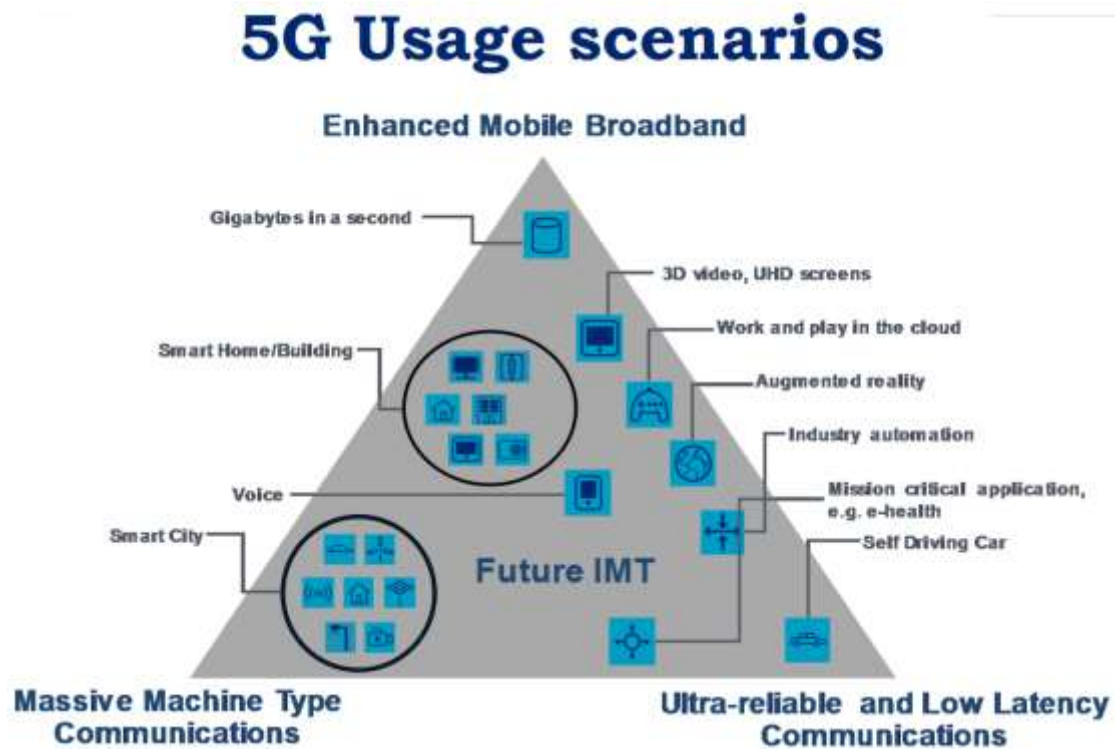 5G Usage scenarios
Enhanced Mobile Broadband
Gigabytes in a second
3D video, UHD screens
Work and play in the cloud
Smart Home/Building
Augmented reality
Industry automation
Voice
Mission critical application,
e.g. e-health
Smart City
Self Driving Car
Future IMT
Massive Machine Type
Communications
Ultra-reliable and Low Latency
Communications